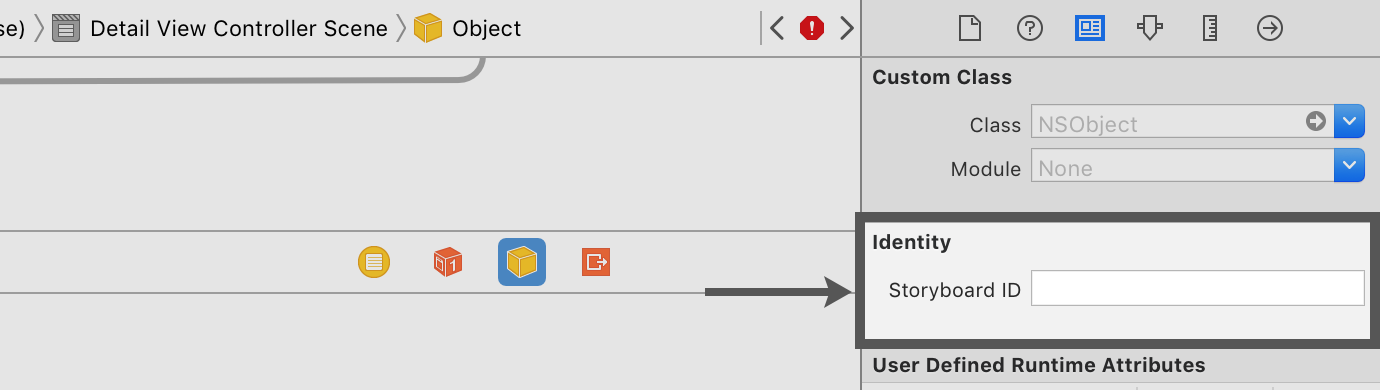 se)
Detail View Controller Scene
Object
Custom Class
Class NSObject
Module None
Identity
Storyboard ID
User Defined Runtime Attributes